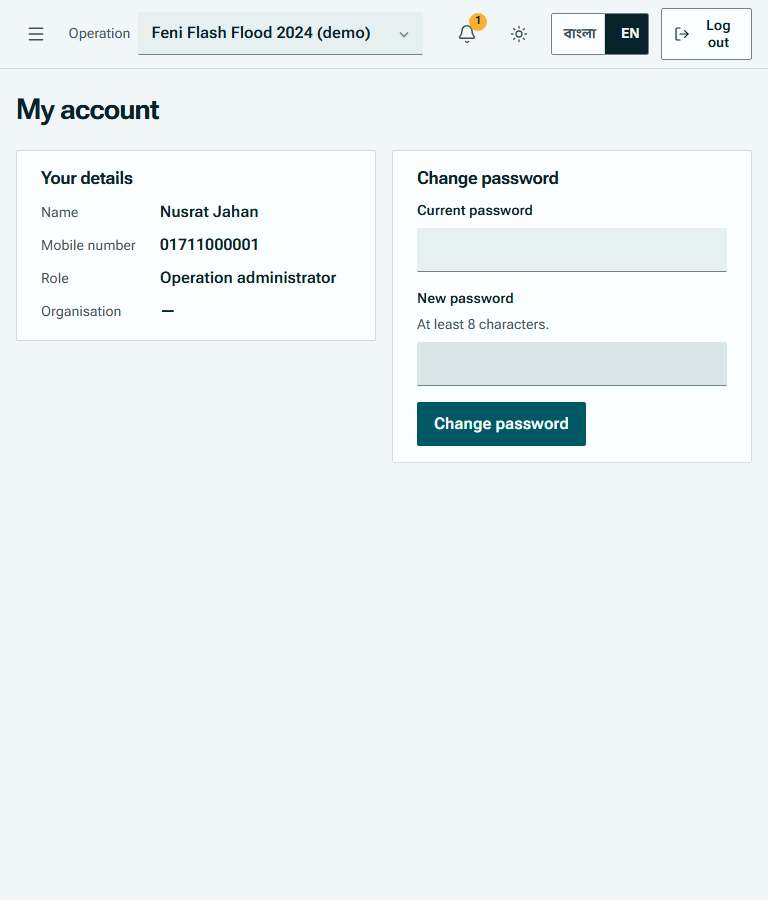 Operation
Feni Flash Flood 2024 (demo)
1
বাংলা
EN
Log
out
My account
Your details
Name
Nusrat Jahan
Mobile number
01711000001
Role
Operation administrator
Organisation
—
Change password
Current password
New password
At least 8 characters.
Change password